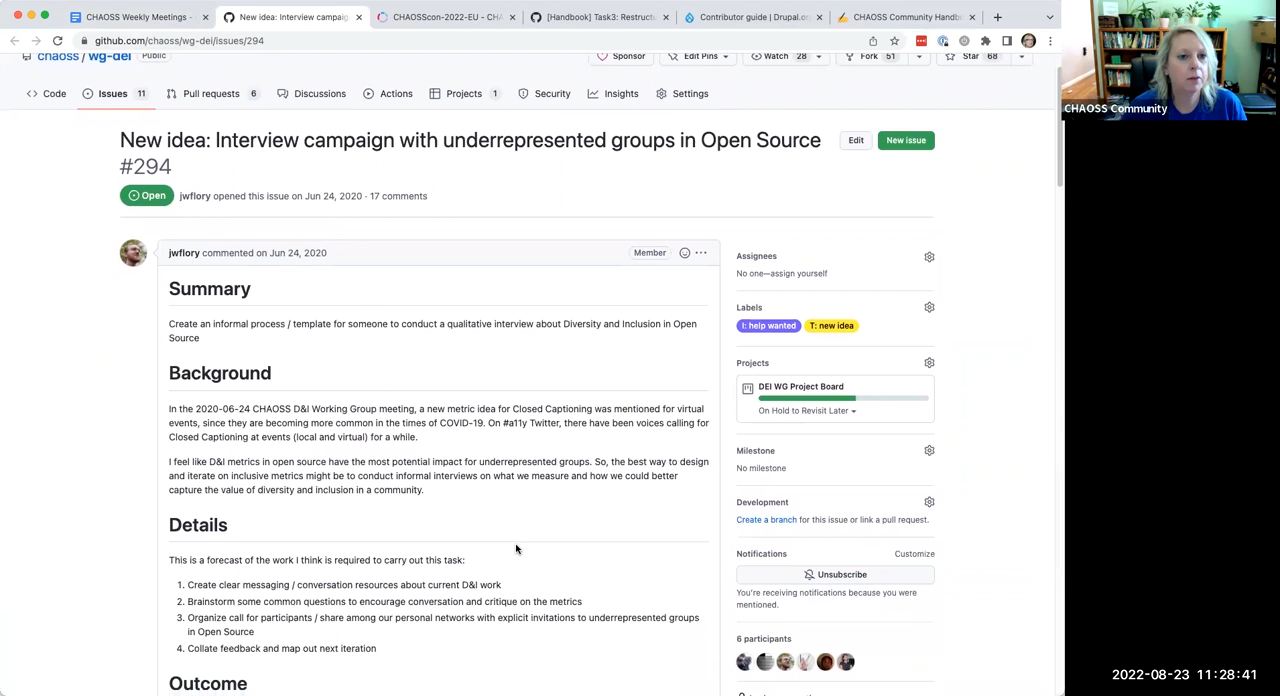 CHAOSS Weekly Meetings -
New idea: Interview campaig
CHAOSScon-2022-EU - CHA
[Handbook] Task3: Restructu
Contributor guide | Drupal.or
CHAOSS Community Handb
github.com/chaoss/wg-dei/issues/294
chaoss / wg-dei Public
Sponsor
Edit Pins
Watch 28
Fork 51
Star 68
Code
Issues 11
Pull requests 6
Discussions
Actions
Projects 1
Security
Insights
Settings
New idea: Interview campaign with underrepresented groups in Open Source
#294
Edit
New issue
Open
jwflory opened this issue on Jun 24, 2020 · 17 comments
jwflory commented on Jun 24, 2020
Member
Summary
Create an informal process / template for someone to conduct a qualitative interview about Diversity and Inclusion in Open
Source
Background
In the 2020-06-24 CHAOSS D&I Working Group meeting, a new metric idea for Closed Captioning was mentioned for virtual
events, since they are becoming more common in the times of COVID-19. On #a11y Twitter, there have been voices calling for
Closed Captioning at events (local and virtual) for a while.
I feel like D&I metrics in open source have the most potential impact for underrepresented groups. So, the best way to design
and iterate on inclusive metrics might be to conduct informal interviews on what we measure and how we could better
capture the value of diversity and inclusion in a community.
Details
This is a forecast of the work I think is required to carry out this task:
1. Create clear messaging / conversation resources about current D&I work
2. Brainstorm some common questions to encourage conversation and critique on the metrics
3. Organize call for participants / share among our personal networks with explicit invitations to underrepresented groups
in Open Source
4. Collate feedback and map out next iteration
Outcome
Assignees
No one—assign yourself
Labels
I: help wanted
T: new idea
Projects
DEI WG Project Board
On Hold to Revisit Later
Milestone
No milestone
Development
Create a branch for this issue or link a pull request.
Notifications
Customize
Unsubscribe
You're receiving notifications because you were
mentioned.
6 participants
CHAOSS Community
2022-08-23 11:28:41